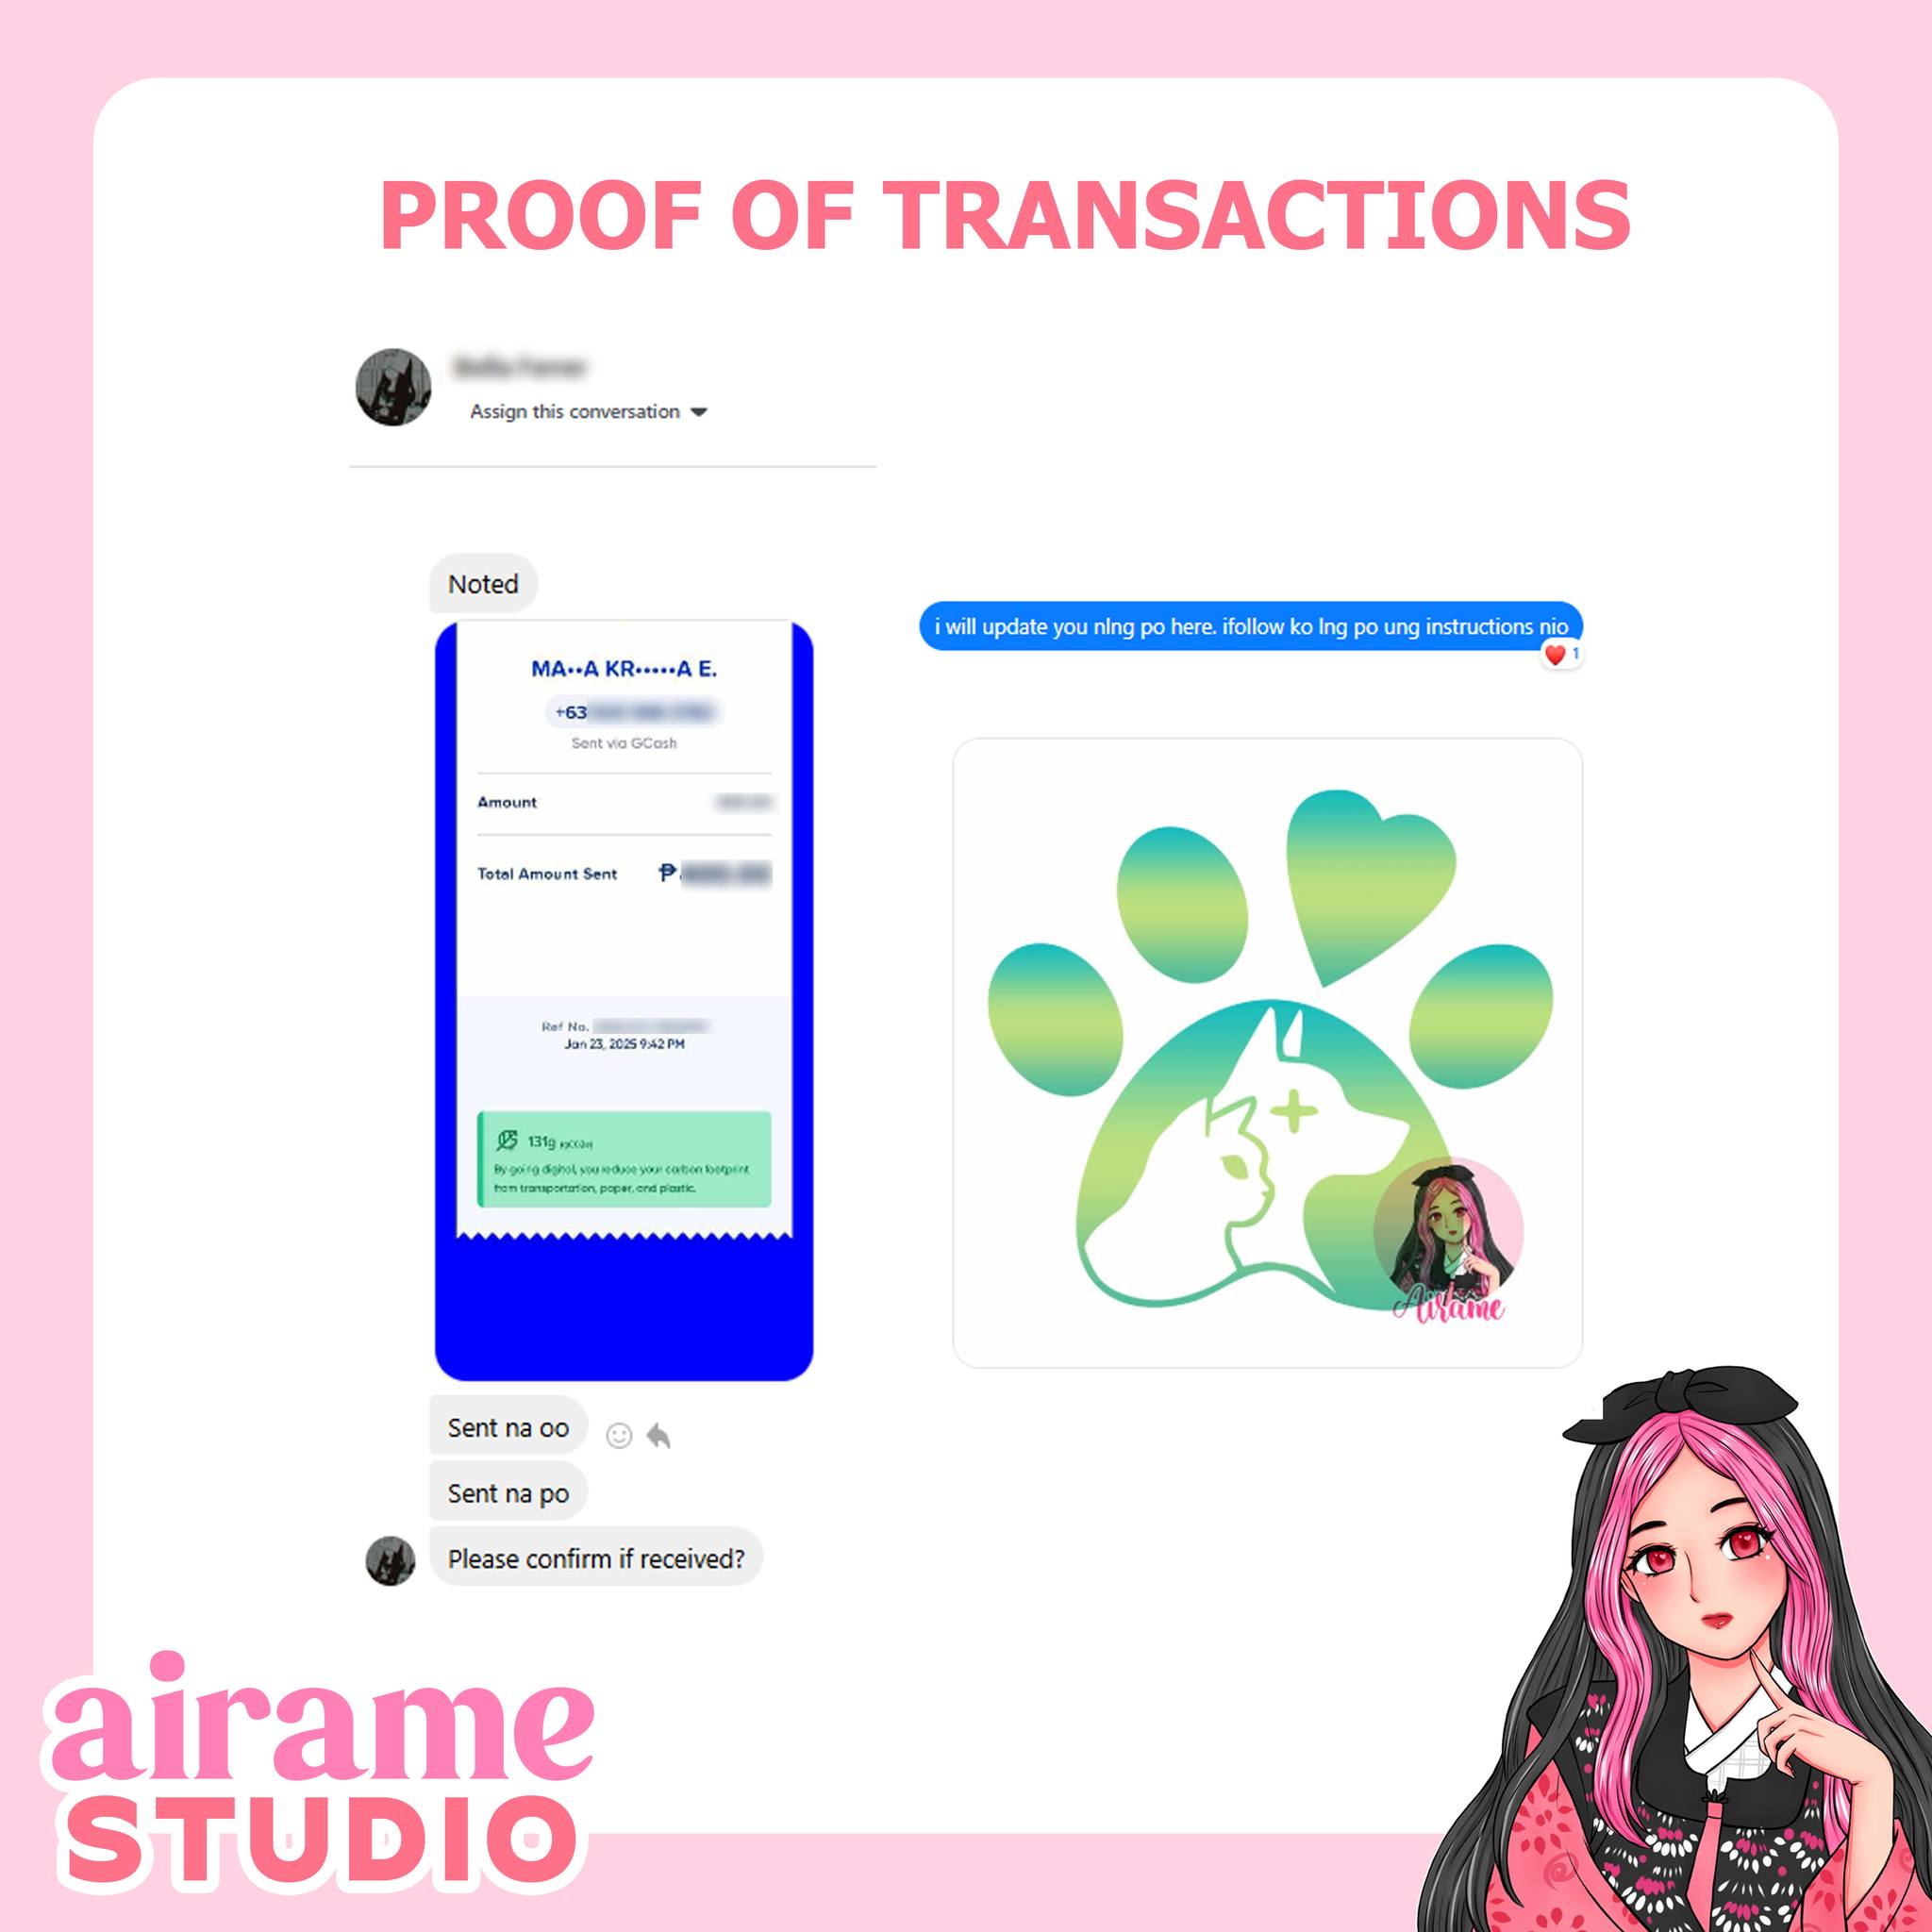 PROOF OF TRANSACTIONS
Assign this conversation
Noted
MA••A KR•••••A E.
+63
Sent via GCash
Amount
Total Amount Sent ₱
Ref No.
Jan 23, 2025 9:42 PM
131g
By going digital, you reduce your carbon footprint
from transportation, paper, and plastic.
Sent na oo
Sent na po
Please confirm if received?
i will update you nlng po here. ifollow ko lng po ung instructions nio
1
Airame
airame
STUDIO